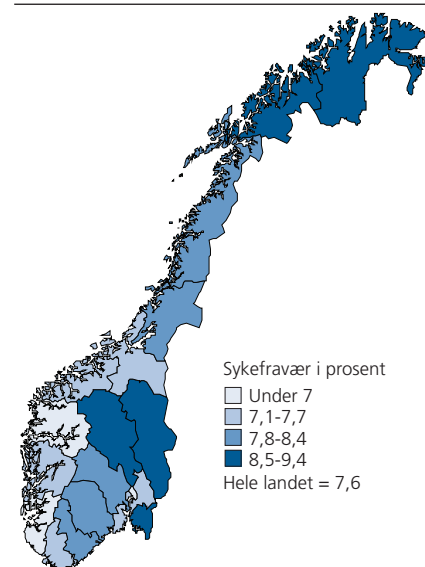 Sykefravær i prosent
Under 7
7,1-7,7
7,8-8,4
8,5-9,4
Hele landet = 7,6